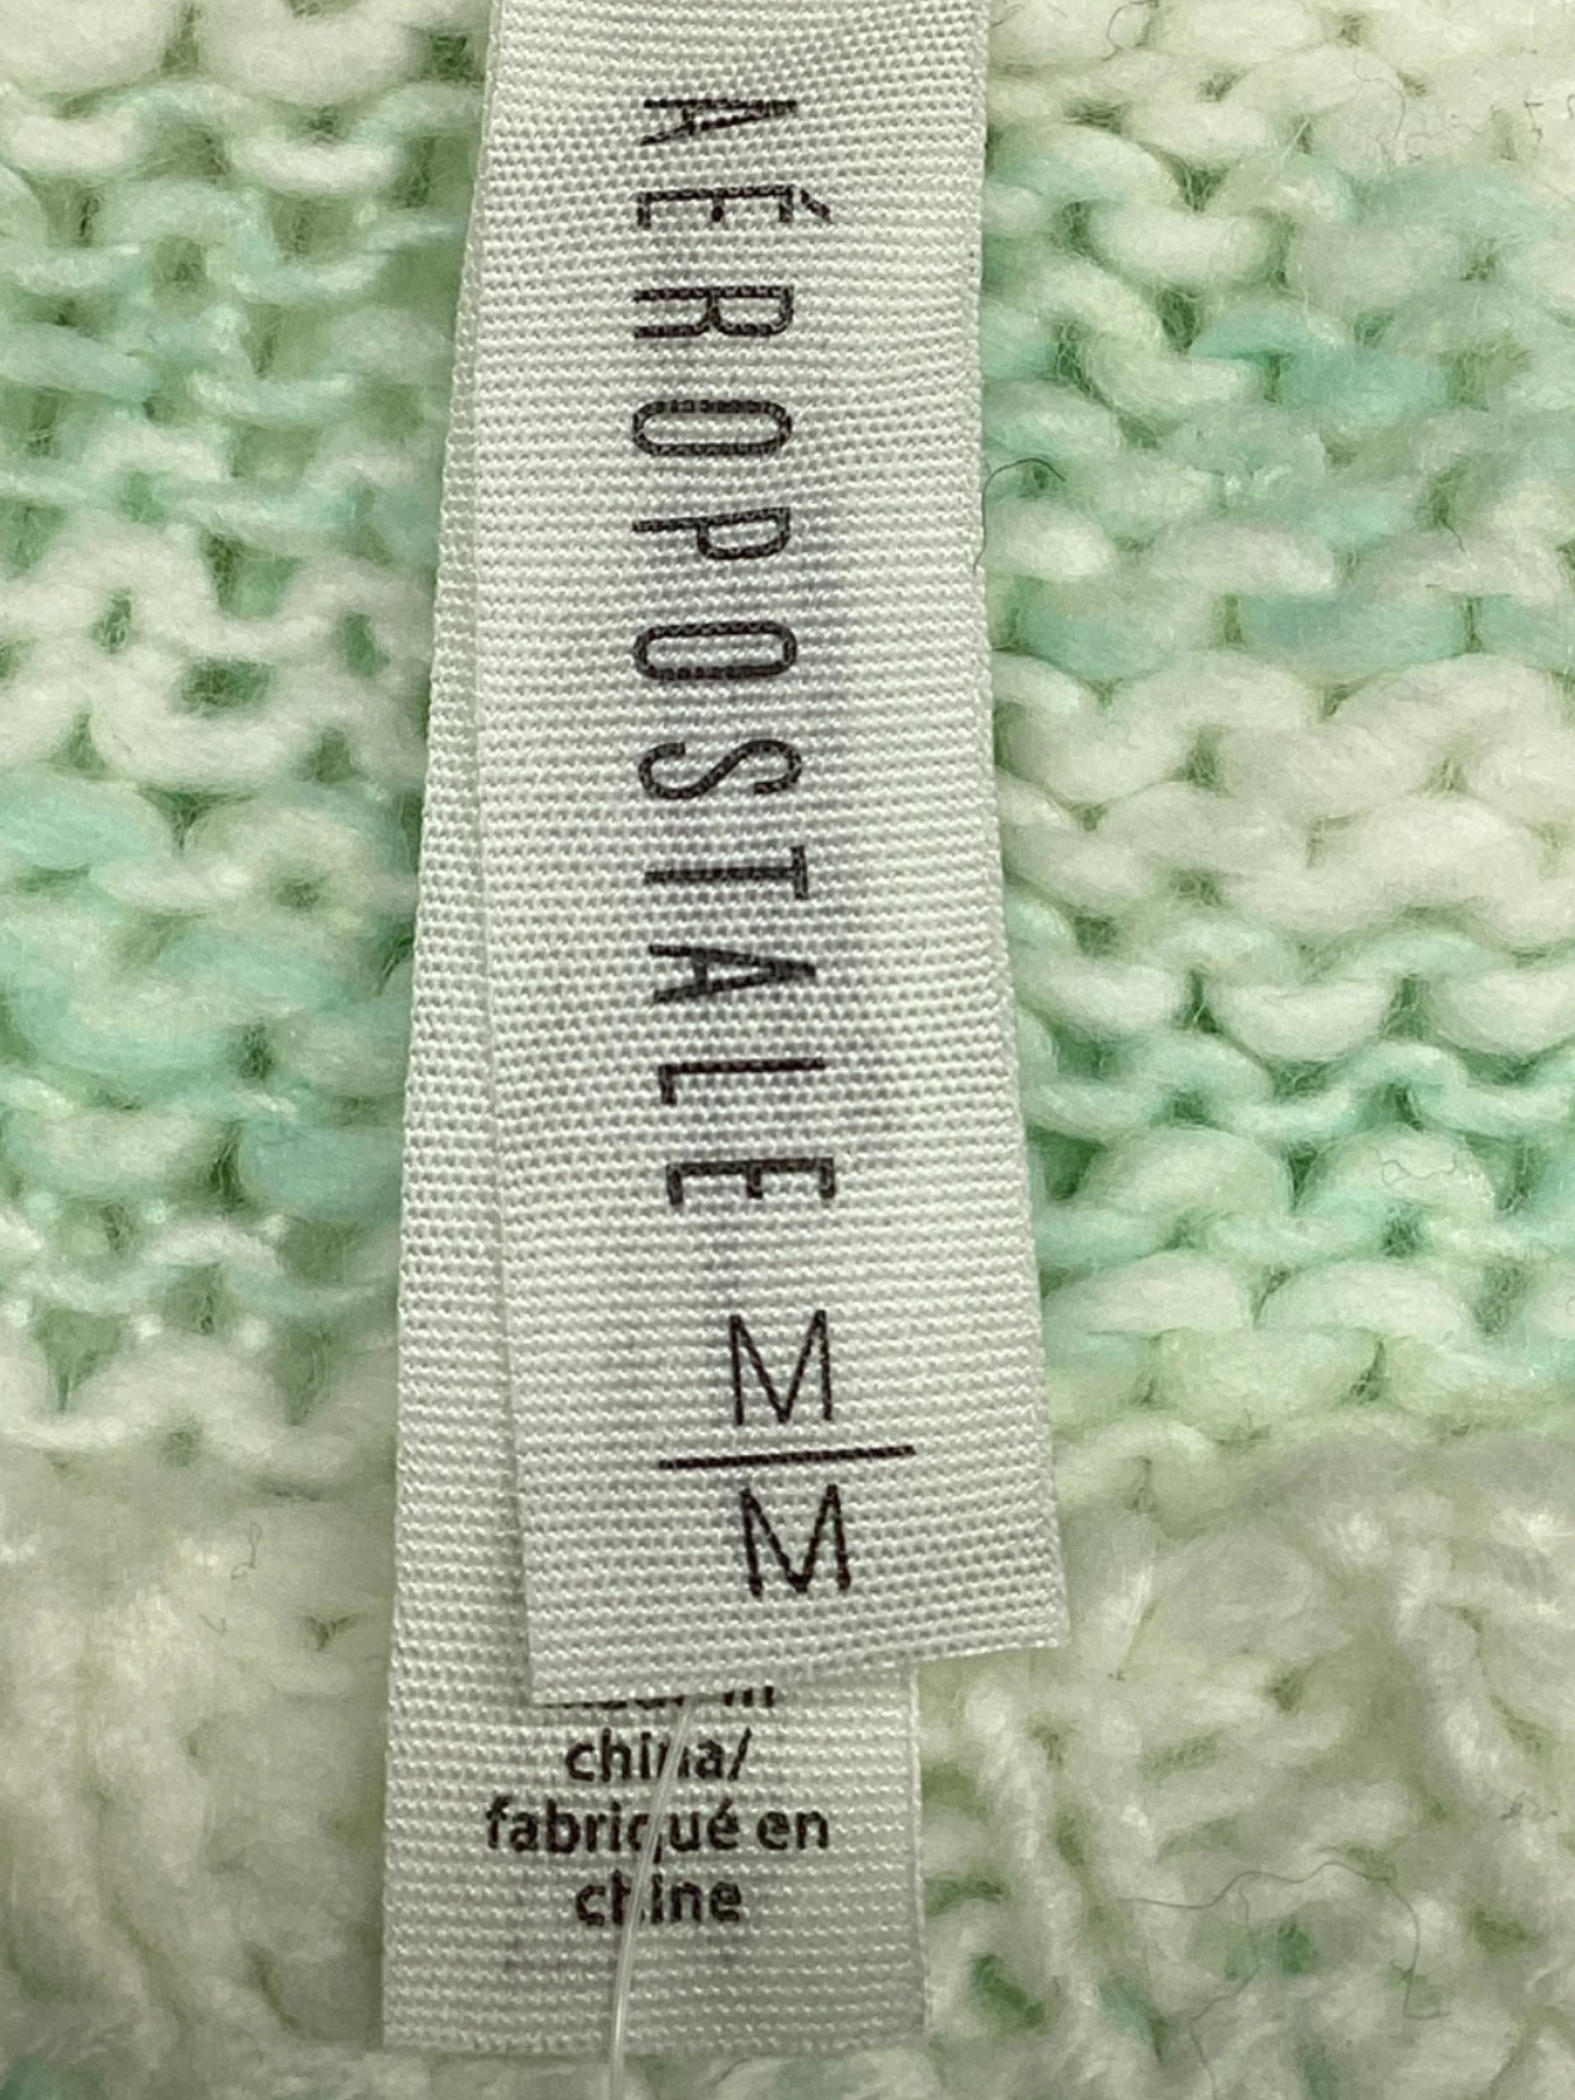 AÉROPOSTALE
M|M
china/
fabriqué en
chine